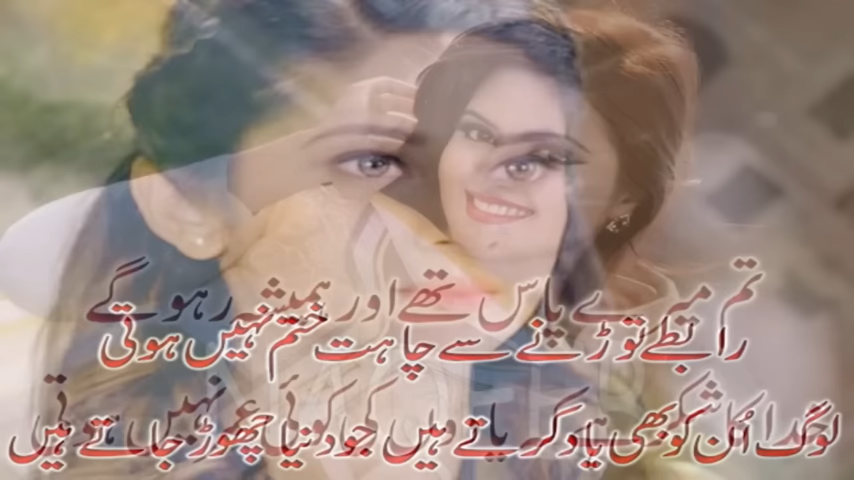 تم میرے پاس تھے اور ہمیشہ رہو گے
رابطے توڑنے سے چاہت ختم نہیں ہوتی
لوگ اُن کو بھی یاد کرتے ہیں جو دنیا چھوڑ جاتے ہیں